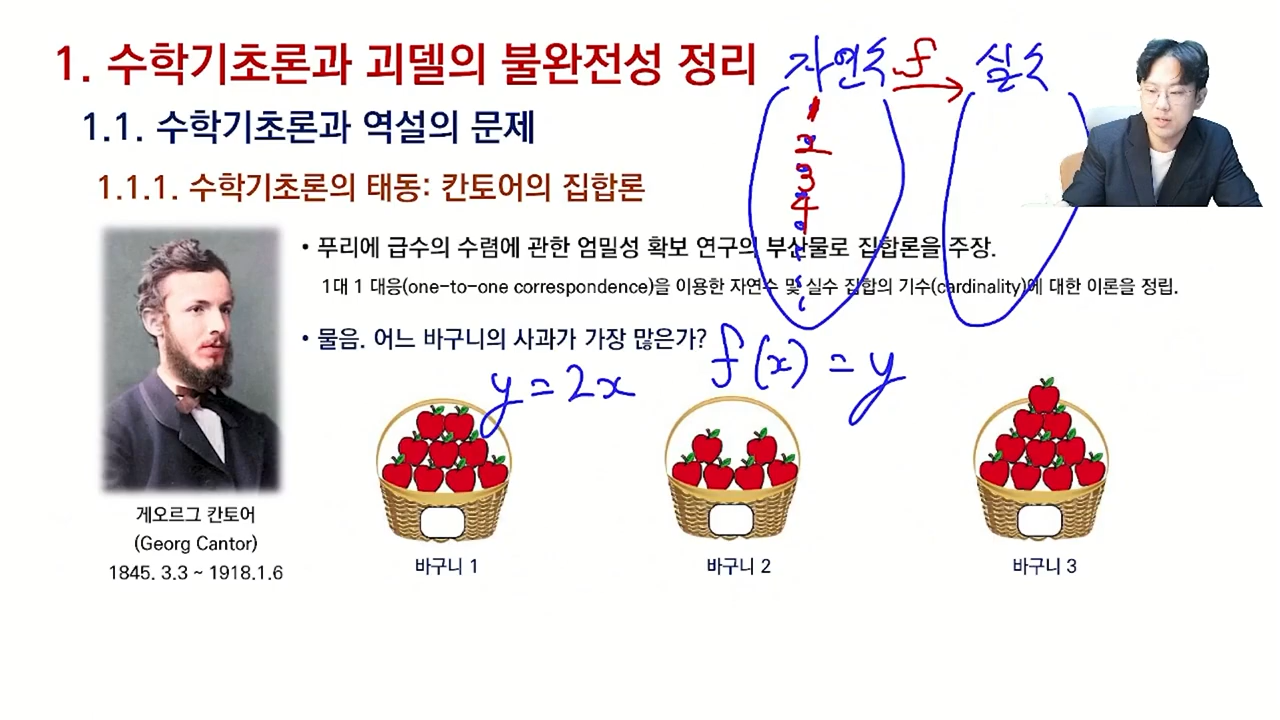 1. 수학기초론과 괴델의 불완전성 정리
자연수 f 실수
1.1. 수학기초론과 역설의 문제
1
2
3
4
1.1.1. 수학기초론의 태동: 칸토어의 집합론
• 푸리에 급수의 수렴에 관한 엄밀성 확보 연구의 부산물로 집합론을 주장.
1대 1 대응(one-to-one correspondence)을 이용한 자연수 및 실수 집합의 기수(cardinality)에 대한 이론을 정립.
• 물음. 어느 바구니의 사과가 가장 많은가?
y = 2x
f(x) = y
게오르그 칸토어
(Georg Cantor)
1845. 3.3 ~ 1918.1.6
바구니 1
바구니 2
바구니 3